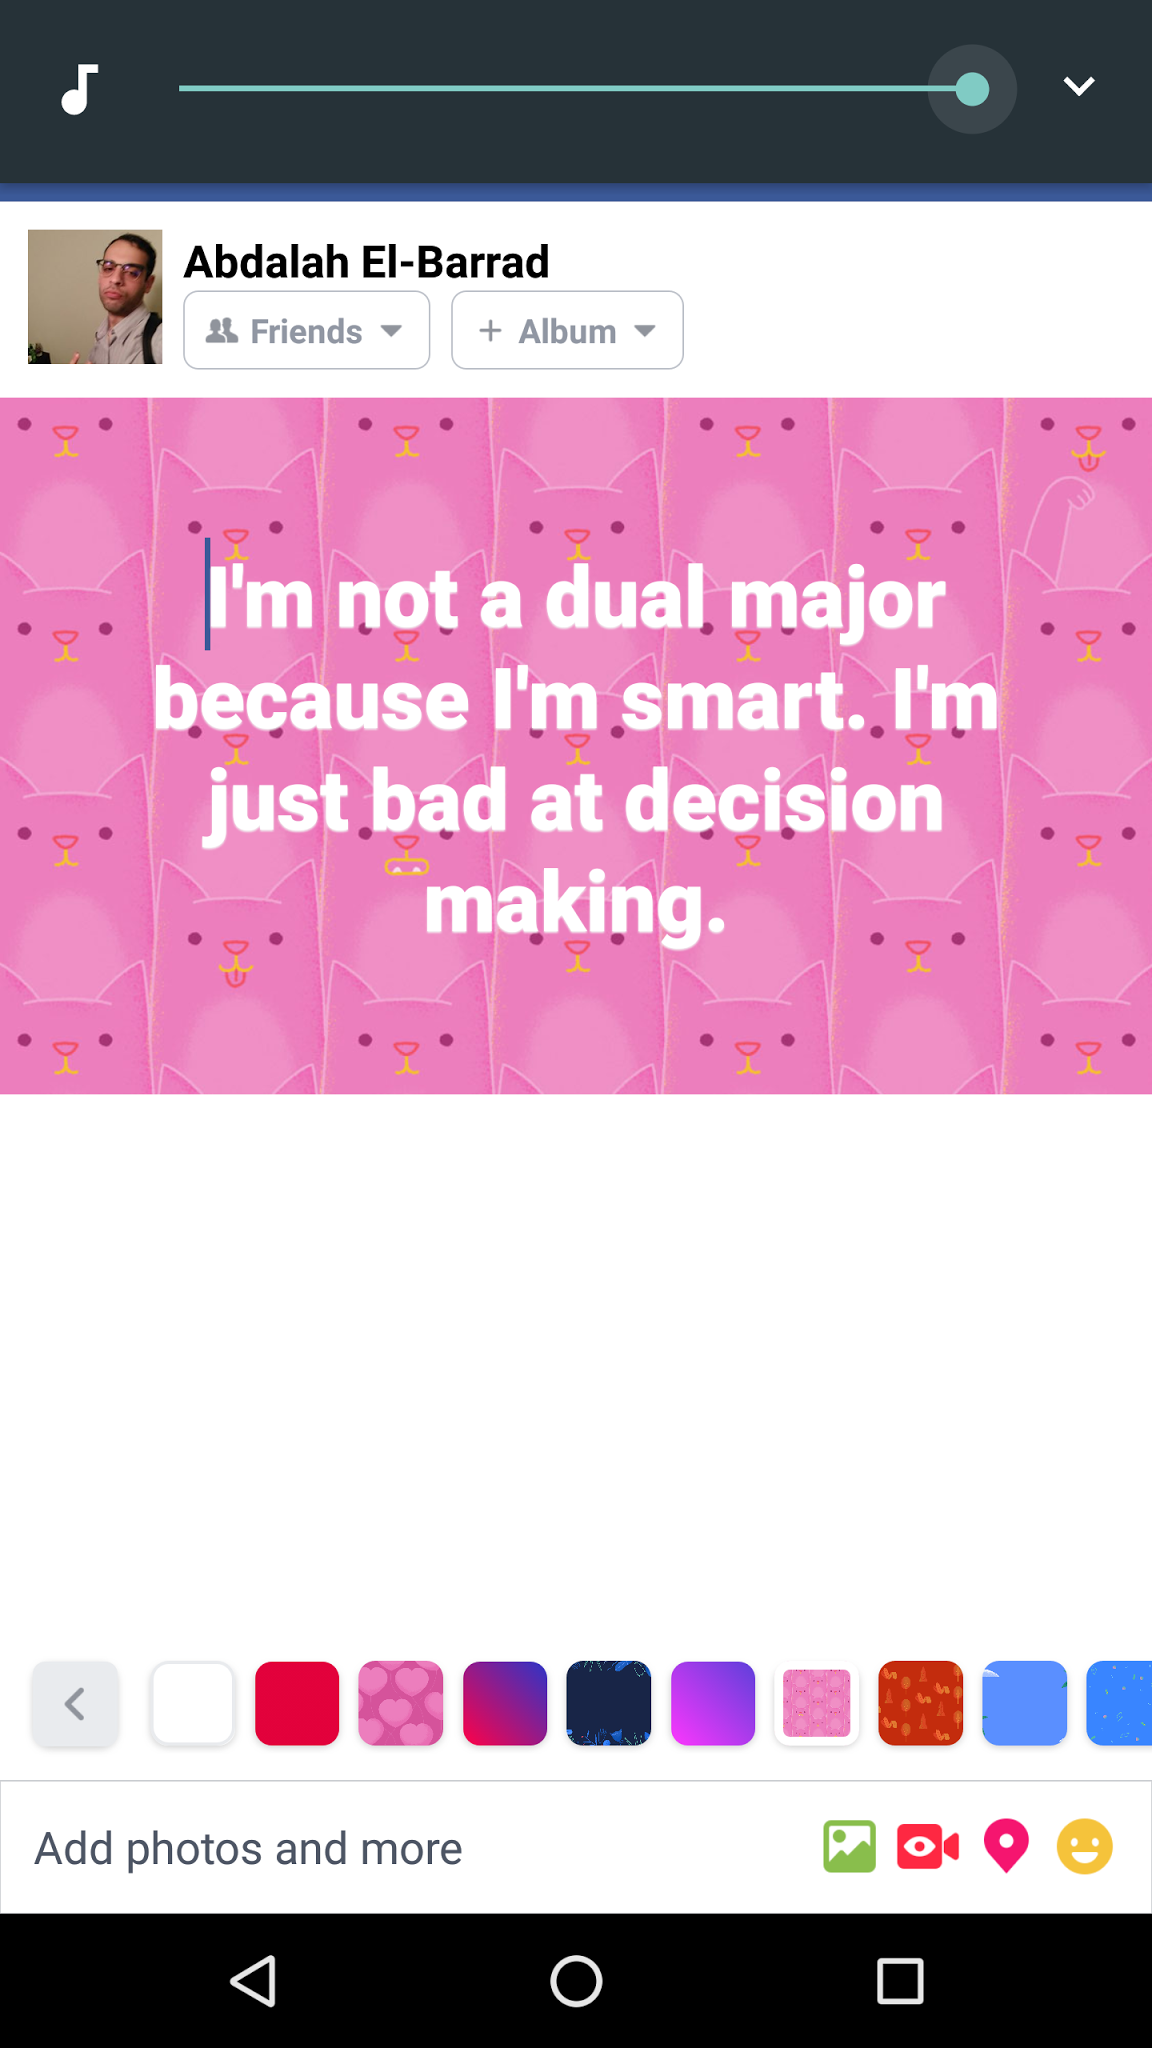 Abdalah El-Barrad
Friends
+ Album
I'm not a dual major
because I'm smart. I'm
just bad at decision
making.
Add photos and more